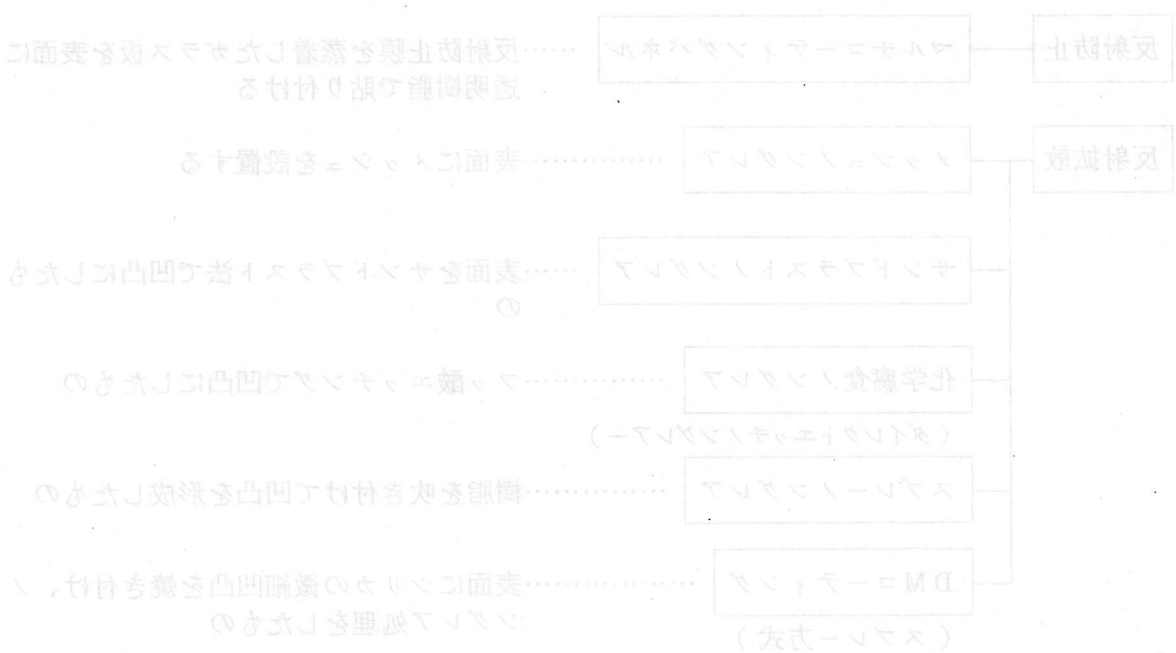 反射防止
マルチコーティングパネル ……反射防止膜を蒸着したガラス板を表面に
透明樹脂で貼り付ける
反射拡散
メッシュノングレア ……………表面にメッシュを設置する
サンドブラストノングレア ……表面をサンドブラスト法で凹凸にしたも
の
化学腐食ノングレア ……………フッ酸エッチングで凹凸にしたもの
(ダイレクトエッチノングレアー)
スプレーノングレア ……………樹脂を吹き付けて凹凸を形成したもの
DMコーティング ………………表面にシリカの微細凹凸を焼き付け、ノ
ングレア処理をしたもの
(スプレー方式)